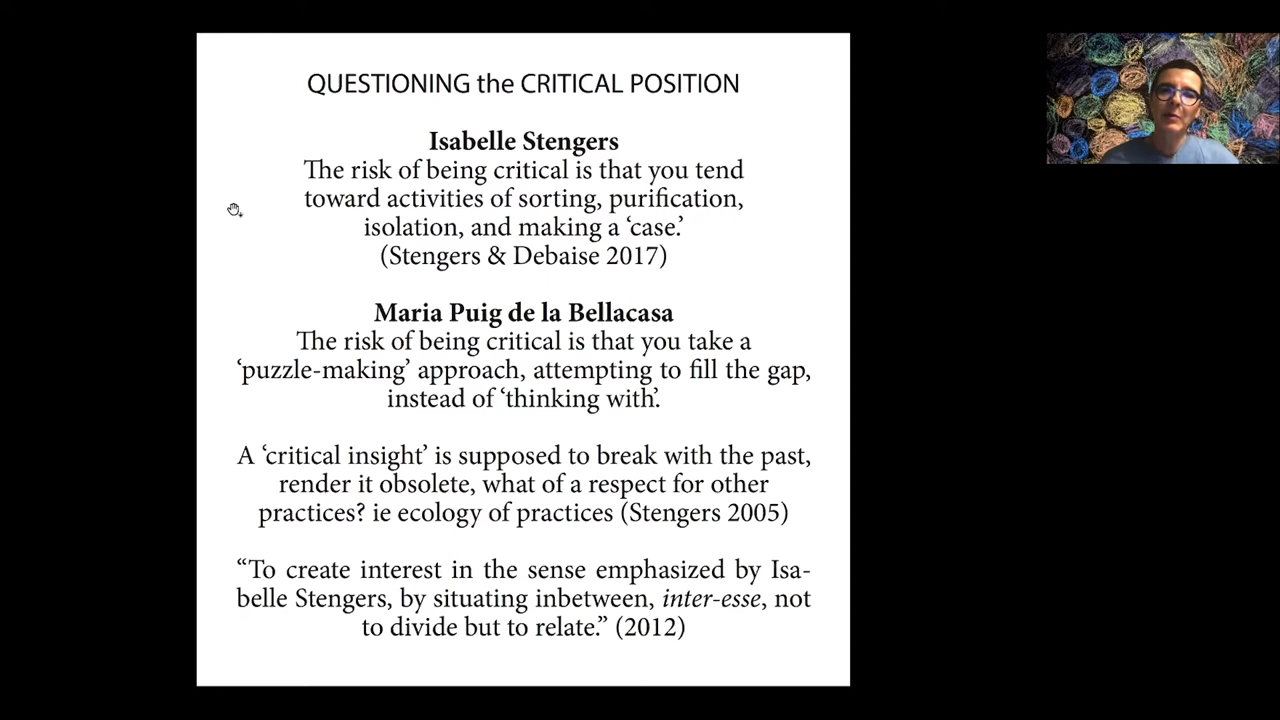 QUESTIONING the CRITICAL POSITION
Isabelle Stengers
The risk of being critical is that you tend
toward activities of sorting, purification,
isolation, and making a ‘case.’
(Stengers & Debaise 2017)
Maria Puig de la Bellacasa
The risk of being critical is that you take a
‘puzzle-making’ approach, attempting to fill the gap,
instead of ‘thinking with’.
A ‘critical insight’ is supposed to break with the past,
render it obsolete, what of a respect for other
practices? ie ecology of practices (Stengers 2005)
“To create interest in the sense emphasized by Isa-
belle Stengers, by situating inbetween, inter-esse, not
to divide but to relate.” (2012)